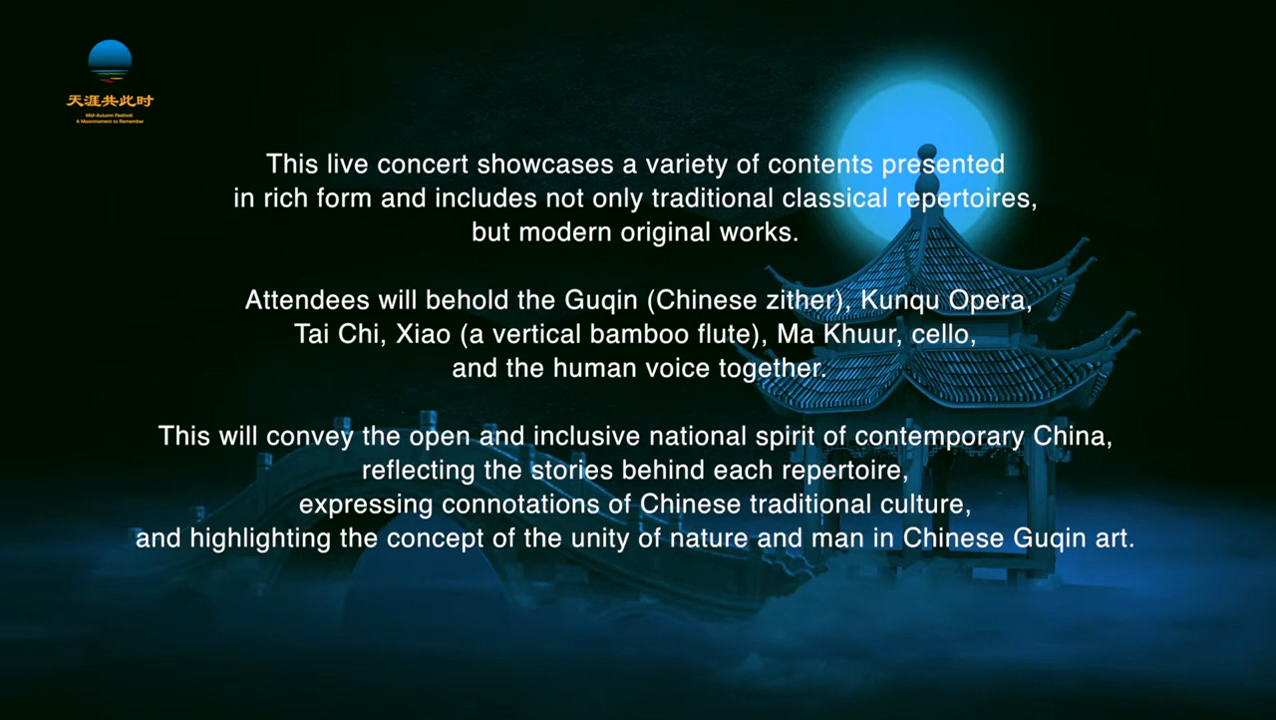 天涯共此时
Mid-Autumn Festival
A Moonment to Remember
This live concert showcases a variety of contents presented
in rich form and includes not only traditional classical repertoires,
but modern original works.
Attendees will behold the Guqin (Chinese zither), Kunqu Opera,
Tai Chi, Xiao (a vertical bamboo flute), Ma Khuur, cello,
and the human voice together.
This will convey the open and inclusive national spirit of contemporary China,
reflecting the stories behind each repertoire,
expressing connotations of Chinese traditional culture,
and highlighting the concept of the unity of nature and man in Chinese Guqin art.